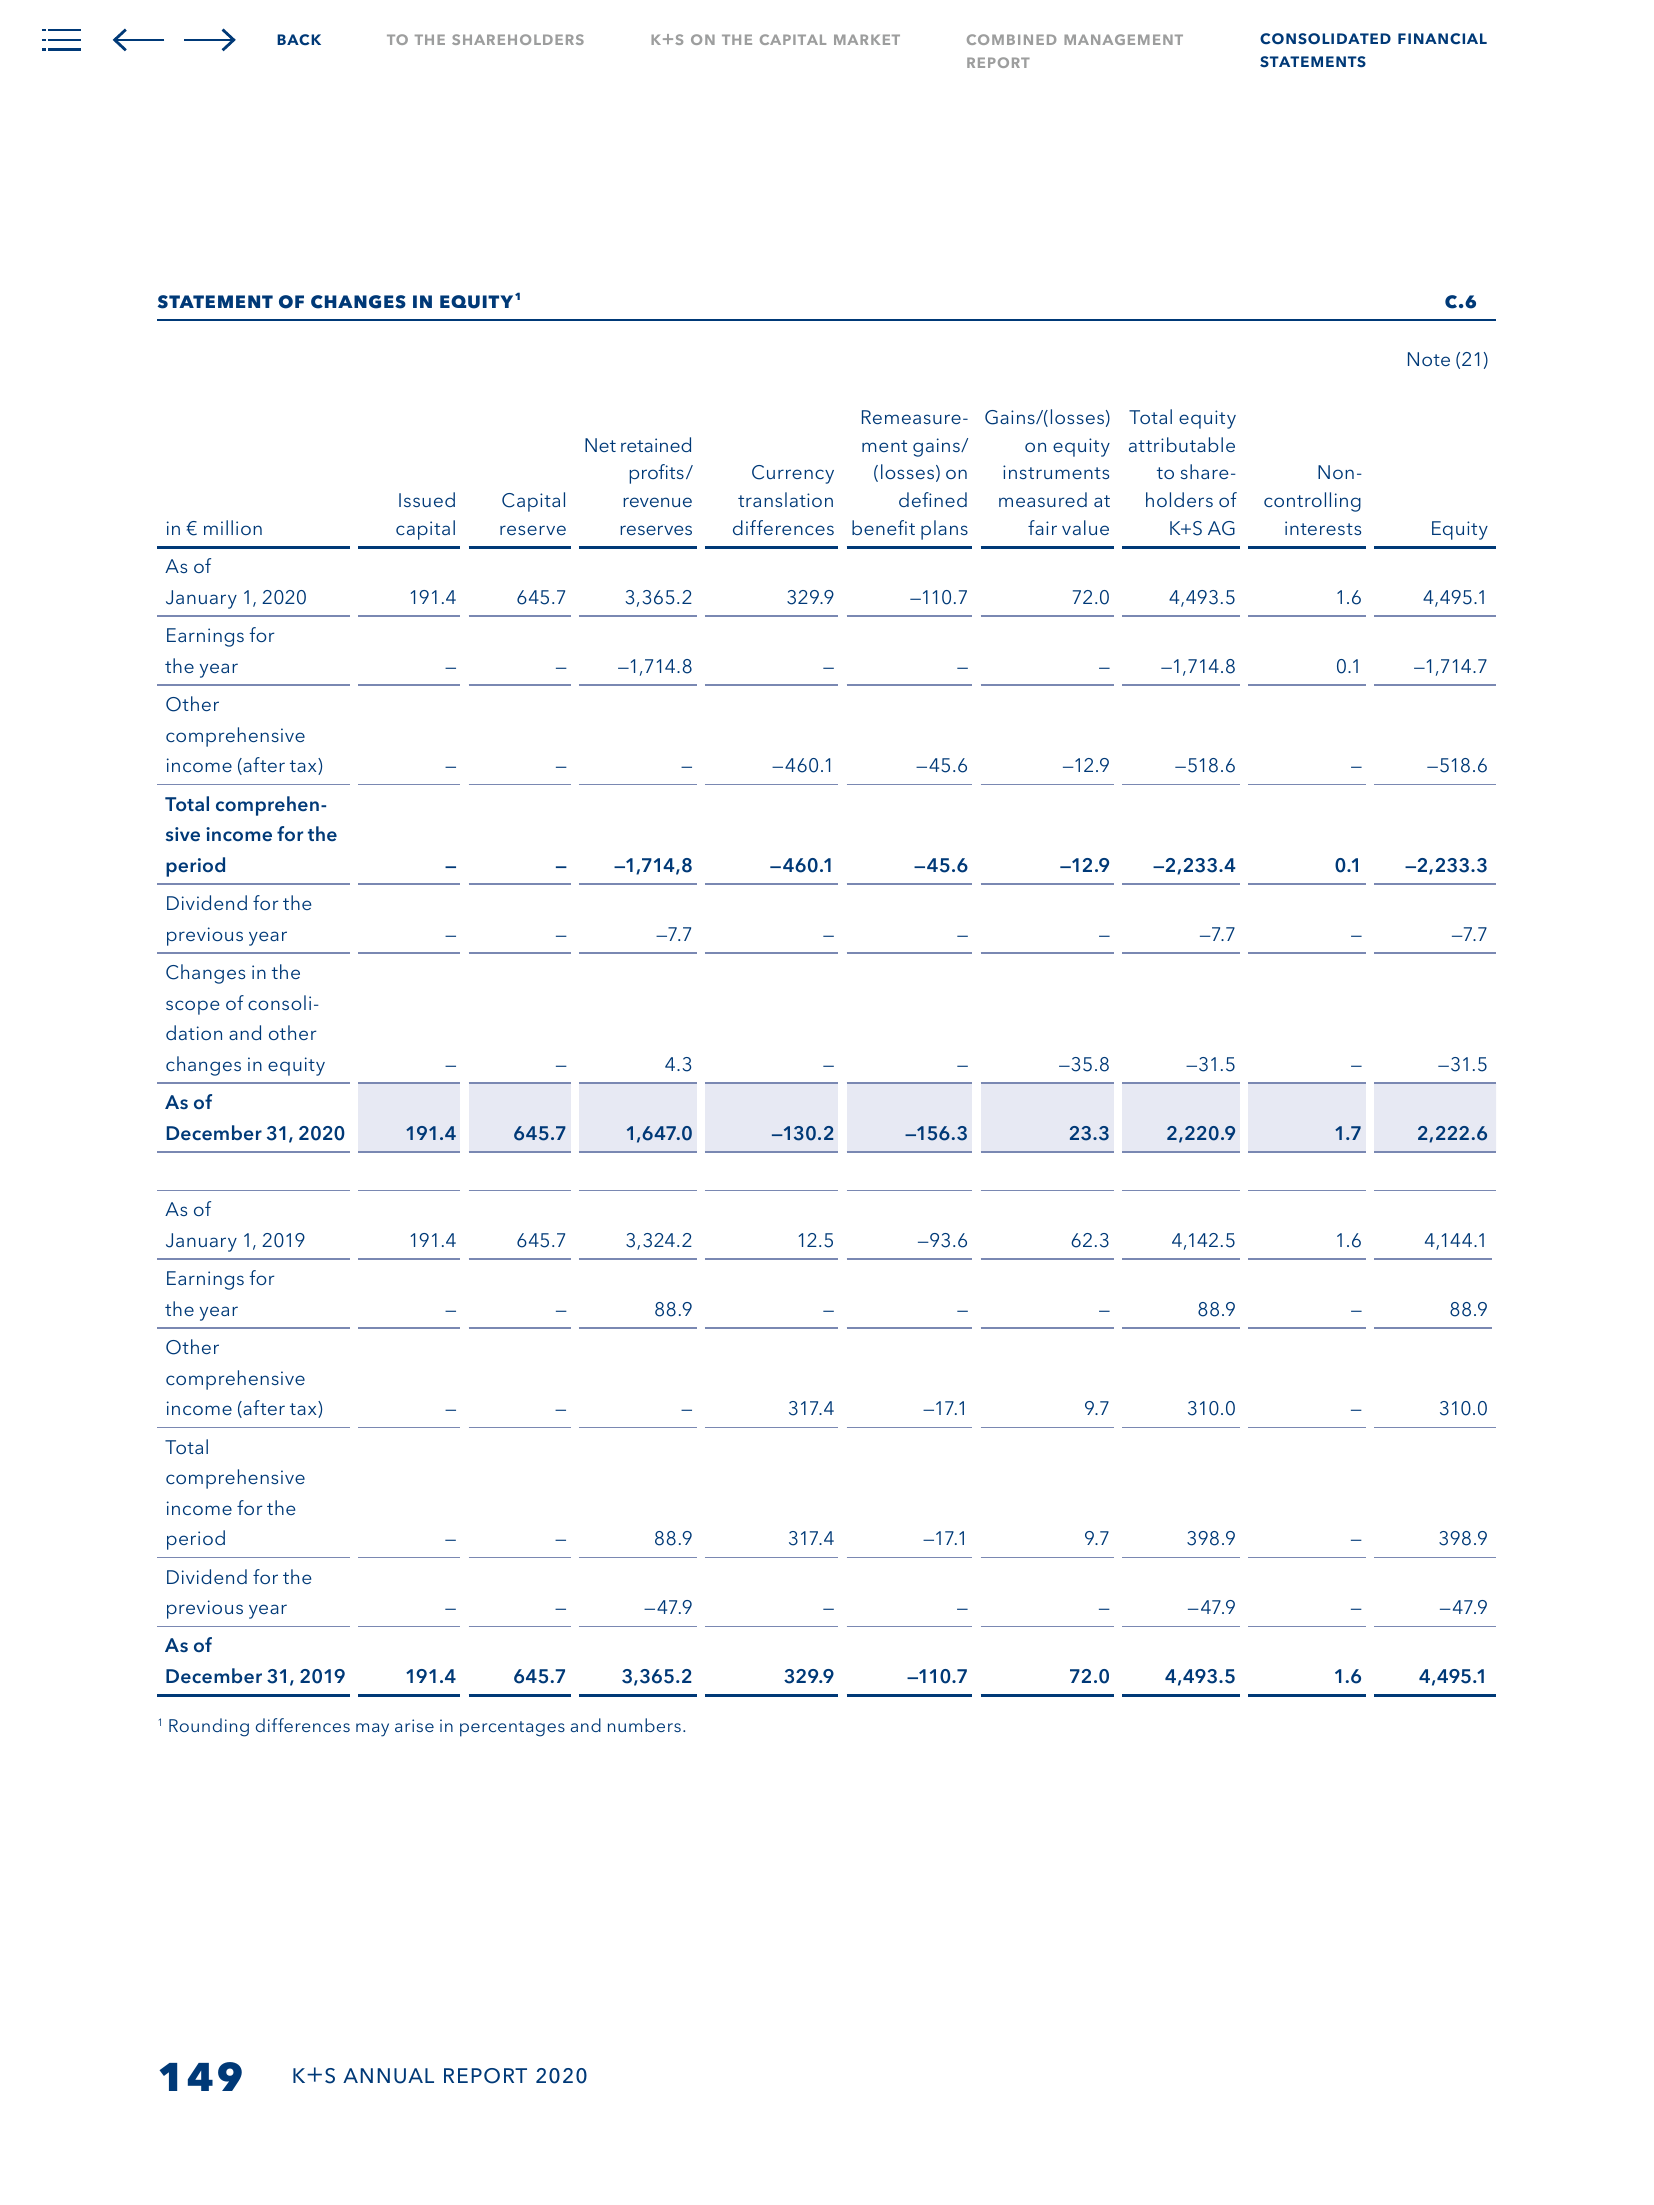 BACK TO THE SHAREHOLDERS K+S ON THE CAPITAL MARKET COMBINED MANAGEMENT REPORT CONSOLIDATED FINANCIAL STATEMENTS
STATEMENT OF CHANGES IN EQUITY¹ C.6
Note (21)
in € million Issued capital Capital reserve Net retained profits/ revenue reserves Currency translation differences Remeasure- ment gains/ (losses) on defined benefit plans Gains/(losses) on equity instruments measured at fair value Total equity attributable to share- holders of K+S AG Non- controlling interests Equity
As of
January 1, 2020 191.4 645.7 3,365.2 329.9 –110.7 72.0 4,493.5 1.6 4,495.1
Earnings for
the year – – –1,714.8 – – – –1,714.8 0.1 –1,714.7
Other
comprehensive
income (after tax) – – – –460.1 –45.6 –12.9 –518.6 – –518.6
Total comprehen-
sive income for the
period – – –1,714,8 –460.1 –45.6 –12.9 –2,233.4 0.1 –2,233.3
Dividend for the
previous year – – –7.7 – – – –7.7 – –7.7
Changes in the
scope of consoli-
dation and other
changes in equity – – 4.3 – – –35.8 –31.5 – –31.5
As of
December 31, 2020 191.4 645.7 1,647.0 –130.2 –156.3 23.3 2,220.9 1.7 2,222.6
As of
January 1, 2019 191.4 645.7 3,324.2 12.5 –93.6 62.3 4,142.5 1.6 4,144.1
Earnings for
the year – – 88.9 – – – 88.9 – 88.9
Other
comprehensive
income (after tax) – – – 317.4 –17.1 9.7 310.0 – 310.0
Total
comprehensive
income for the
period – – 88.9 317.4 –17.1 9.7 398.9 – 398.9
Dividend for the
previous year – – –47.9 – – – –47.9 – –47.9
As of
December 31, 2019 191.4 645.7 3,365.2 329.9 –110.7 72.0 4,493.5 1.6 4,495.1
¹ Rounding differences may arise in percentages and numbers.
149 K+S ANNUAL REPORT 2020